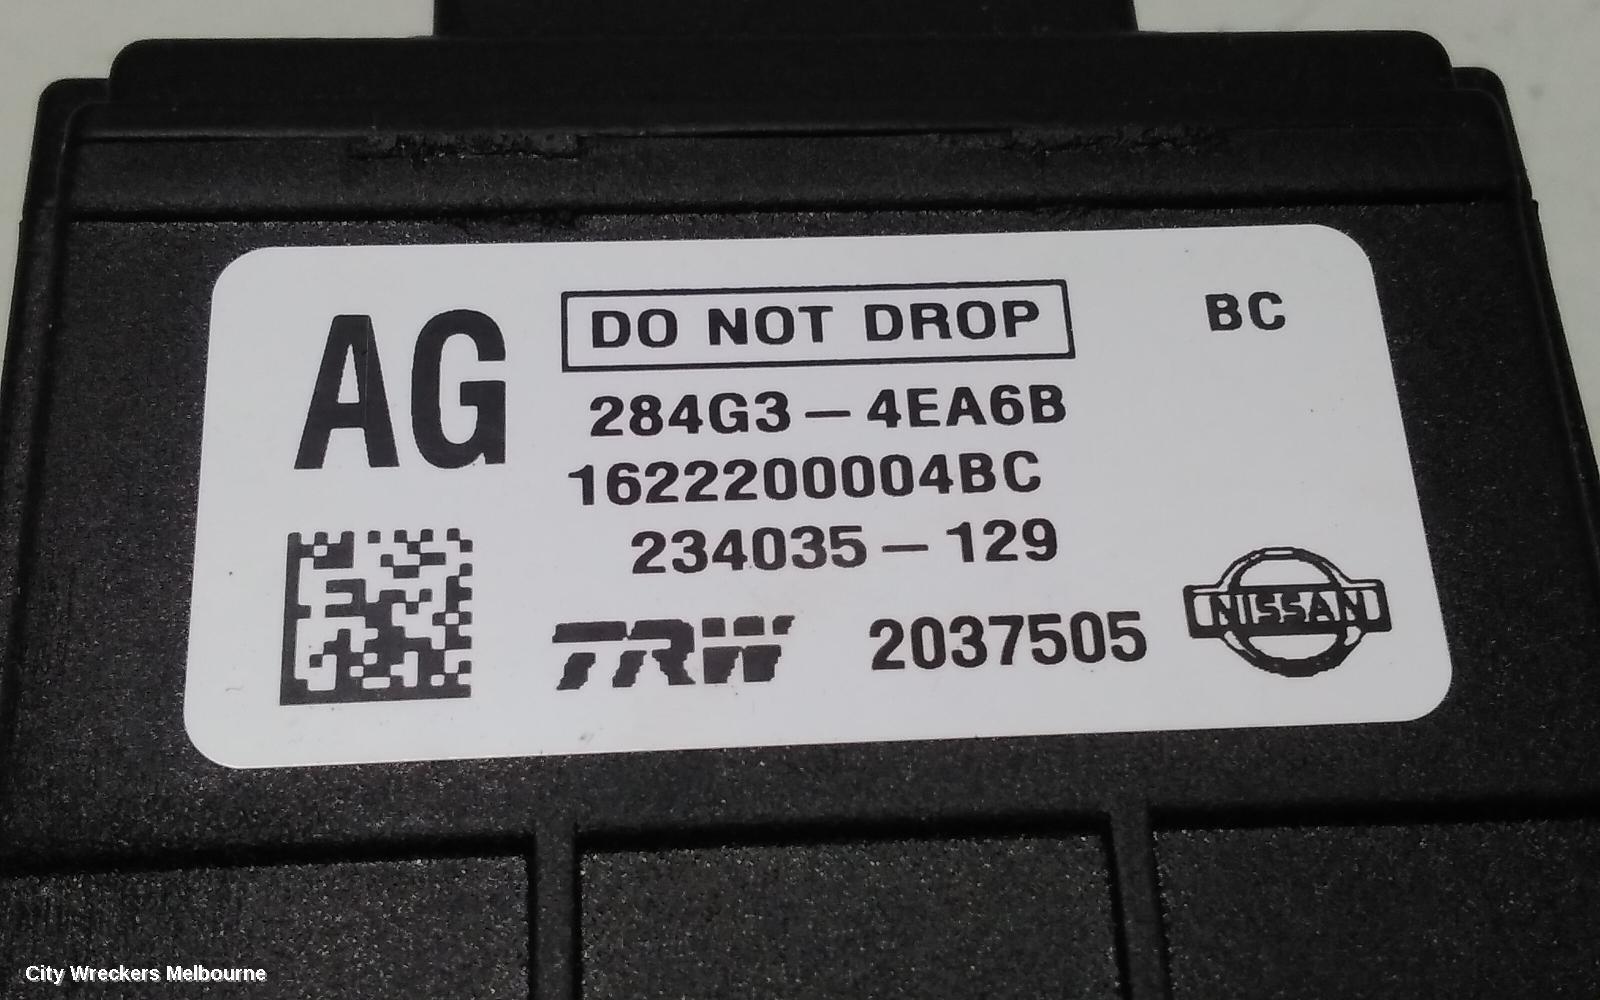 AG
DO NOT DROP
BC
284G3 – 4EA6B
1622200004BC
234035 – 129
TRW
2037505
NISSAN
City Wreckers Melbourne